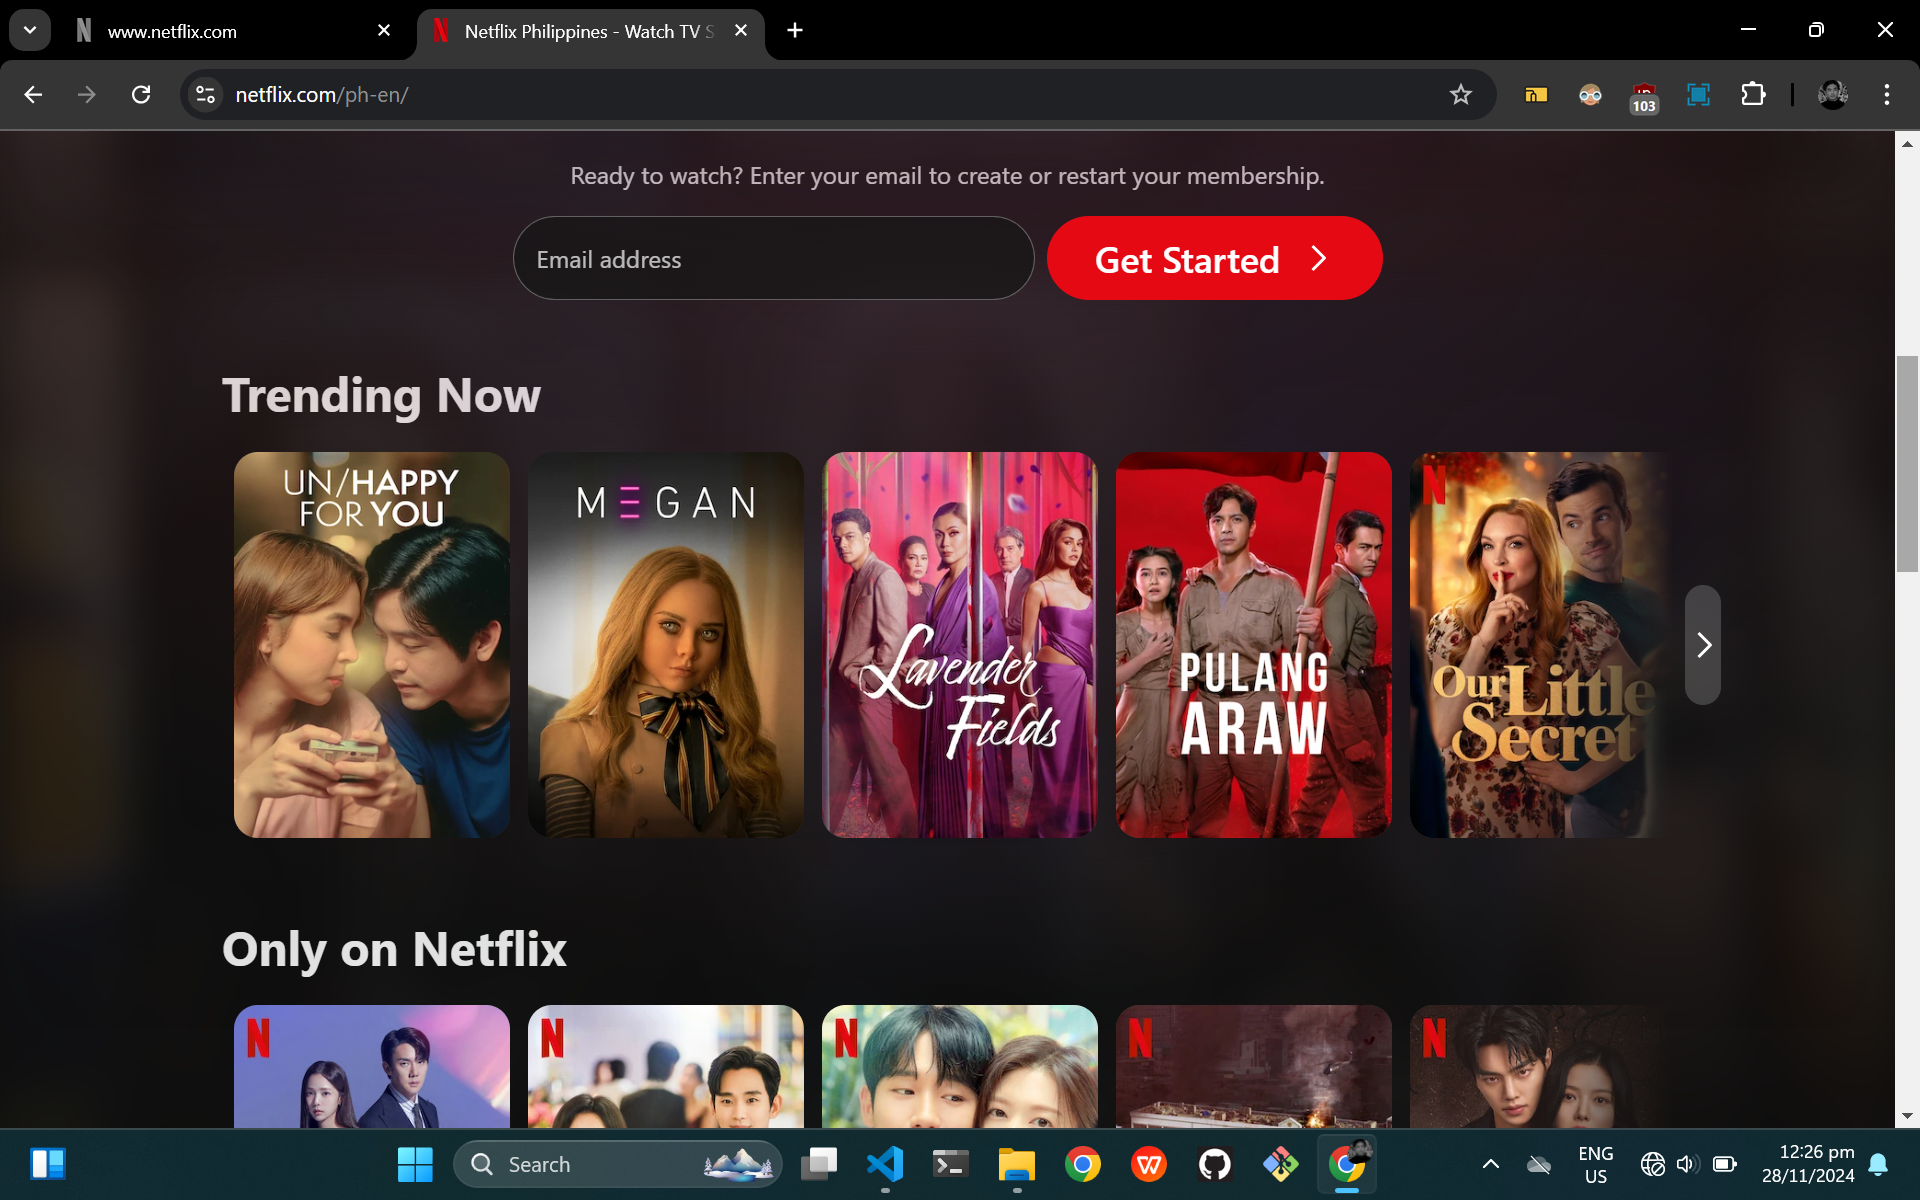 www.netflix.com
Netflix Philippines - Watch TV S
netflix.com/ph-en/
103
Ready to watch? Enter your email to create or restart your membership.
Email address
Get Started
Trending Now
UN/HAPPY
FOR YOU
M Ǝ G A N
Lavender
Fields
PULANG
ARAW
N
Our Little
Secret
Only on Netflix
N
N
N
N
N
Search
ENG
US
12:26 pm
28/11/2024